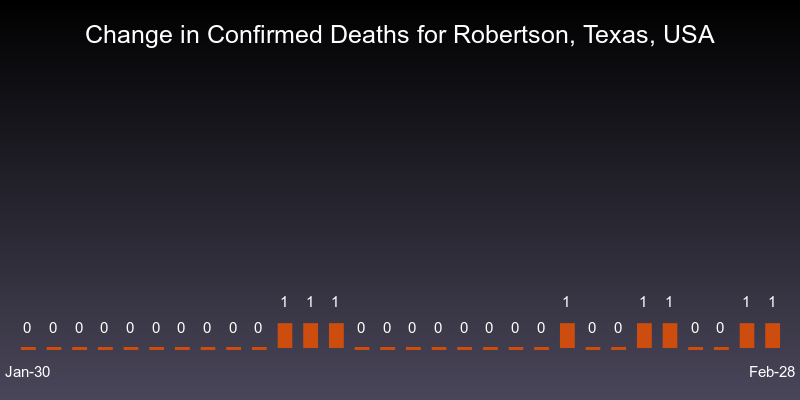 Change in Confirmed Deaths for Robertson, Texas, USA
0 0 0 0 0 0 0 0 0 0 1 1 1 0 0 0 0 0 0 0 0 1 0 0 1 1 0 0 1 1
Jan-30 Feb-28